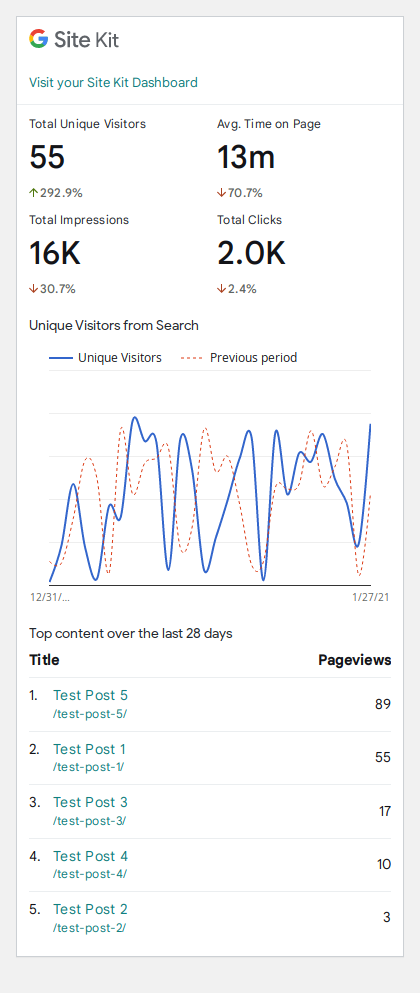 Site Kit
Visit your Site Kit Dashboard
Total Unique Visitors
55
↑292.9%
Avg. Time on Page
13m
↓70.7%
Total Impressions
16K
↓30.7%
Total Clicks
2.0K
↓2.4%
Unique Visitors from Search
Unique Visitors
Previous period
12/31/...
1/27/21
Top content over the last 28 days
Title Pageviews
1. Test Post 5 89
/test-post-5/
2. Test Post 1 55
/test-post-1/
3. Test Post 3 17
/test-post-3/
4. Test Post 4 10
/test-post-4/
5. Test Post 2 3
/test-post-2/